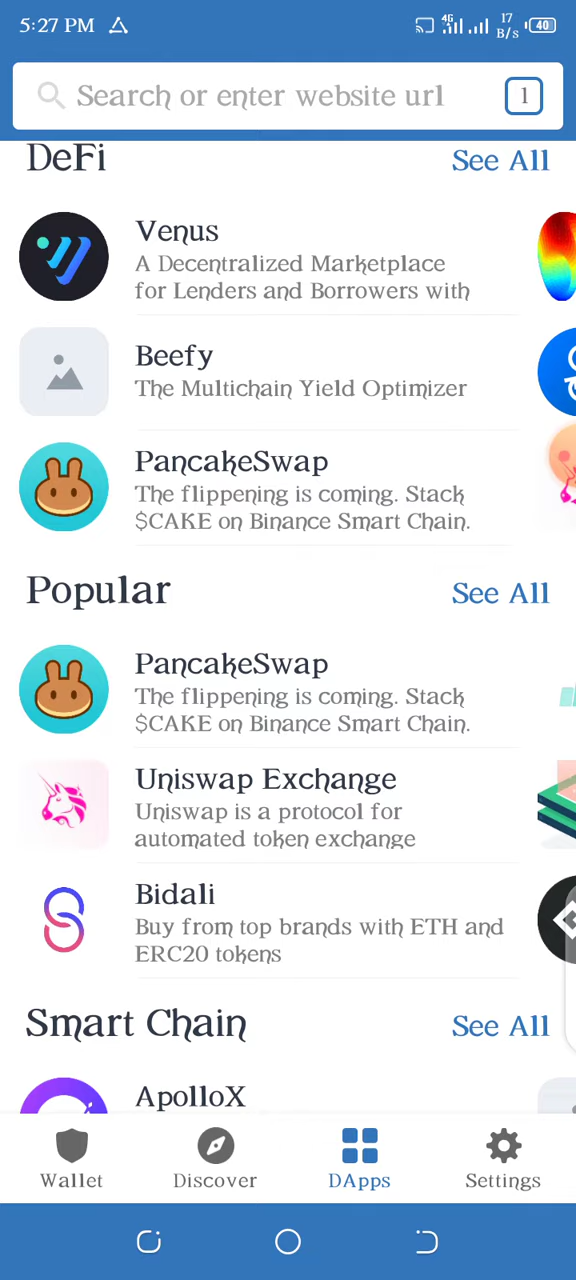 5:27 PM
4G
17
B/s
40
Search or enter website url
1
DeFi
See All
Venus
A Decentralized Marketplace
for Lenders and Borrowers with
Beefy
The Multichain Yield Optimizer
PancakeSwap
The flippening is coming. Stack
$CAKE on Binance Smart Chain.
Popular
See All
PancakeSwap
The flippening is coming. Stack
$CAKE on Binance Smart Chain.
Uniswap Exchange
Uniswap is a protocol for
automated token exchange
Bidali
Buy from top brands with ETH and
ERC20 tokens
Smart Chain
See All
ApolloX
Wallet
Discover
DApps
Settings